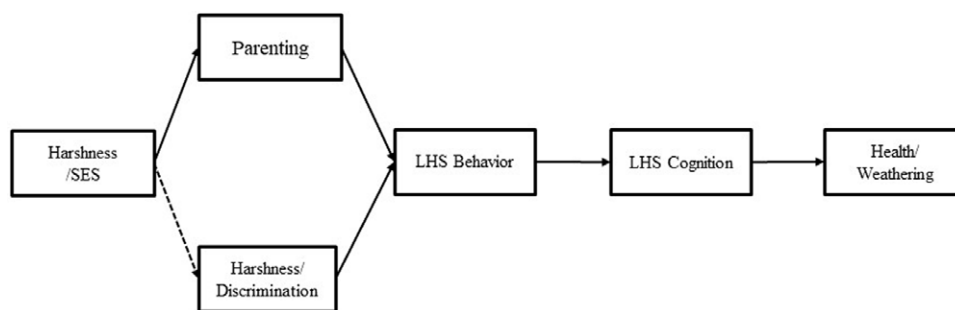 Parenting
Harshness
/SES
LHS Behavior
LHS Cognition
Health/
Weathering
Harshness/
Discrimination